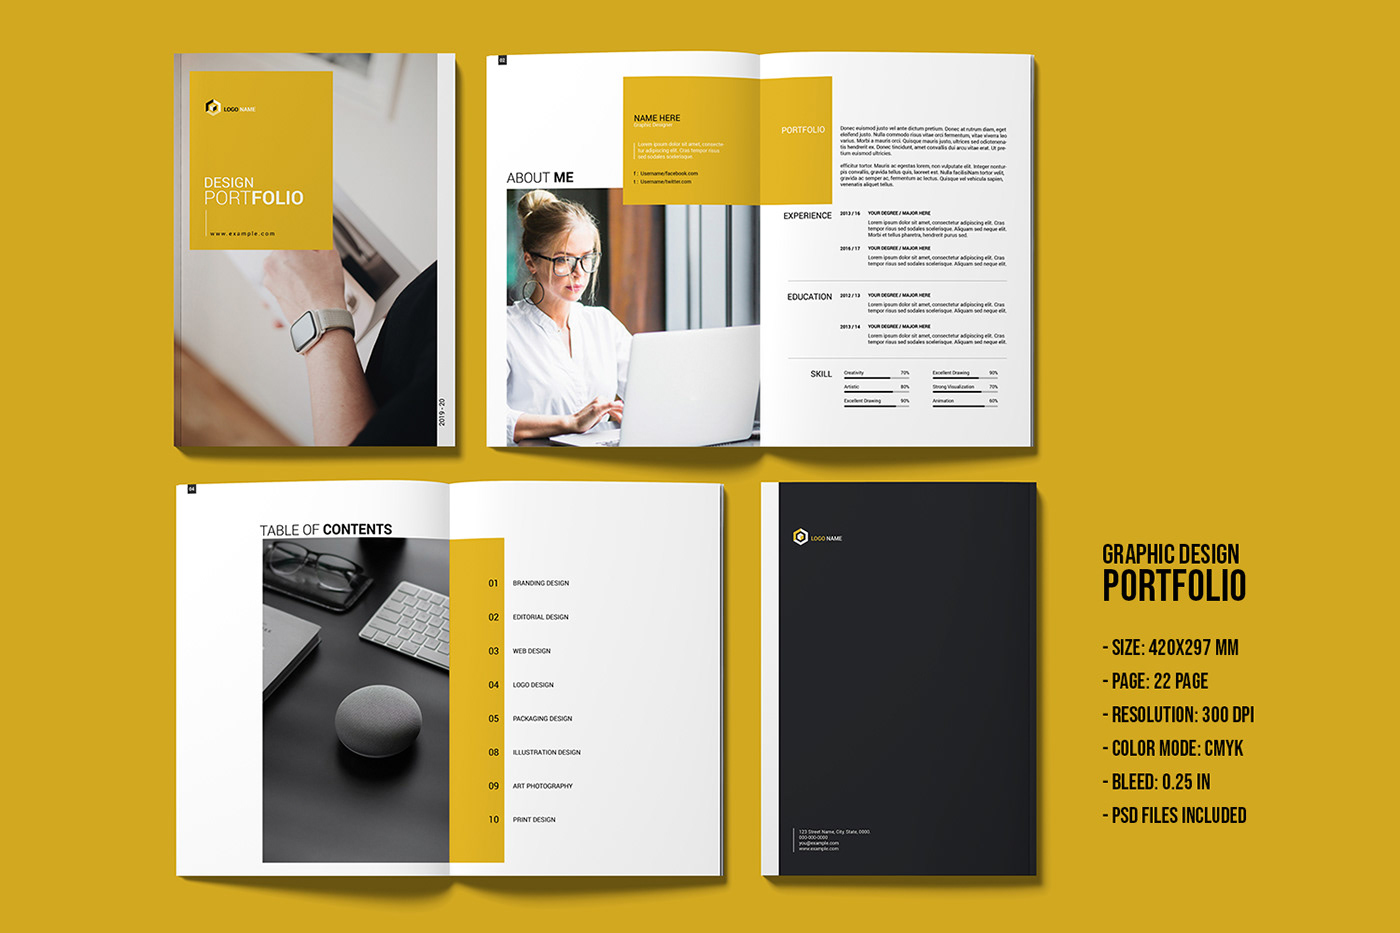 LOGO NAME
DESIGN
PORTFOLIO
www.example.com
2019 - 20
02
NAME HERE
Graphic Designer
Lorem ipsum dolor sit amet, consecte-
tur adipiscing elit. Cras tempor risus
sed sodales scelerisque.
f : Username/facebook.com
t : Username/twitter.com
ABOUT ME
PORTFOLIO
Donec euismod justo vel ante dictum pretium. Donec at rutrum diam, eget
eleifend justo. Nulla commodo risus vitae orci fermentum, vitae viverra leo
varius. Morbi a mauris orci. Quisque mauris justo, ultrices sed odiotenena-
tis hendrerit ex. Donec tincidunt, amet convallis dui arcu vitae erat. Ut pre-
tium euismod ultricies.
efficitur tortor. Mauris ac egestas lorem, non vulputate elit. Integer nontur-
pis convallis, gravida tellus quis, laoreet est. Nulla facilisiNam tortor velit,
gravida ac semper ac, fermentum ac lectus. Quisque vel vehicula sapien,
venenatis aliquet tellus.
EXPERIENCE
2013 / 16 YOUR DEGREE / MAJOR HERE
Lorem ipsum dolor sit amet, consectetur adipiscing elit. Cras
tempor risus sodales scelerisque. Aliquam sed neque elit.
Morbi et tellus pharetra, hendrerit purus sed.
2016 / 17 YOUR DEGREE / MAJOR HERE
Lorem ipsum dolor sit amet, consectetur adipiscing elit. Cras
tempor risus sed sodales scelerisque. Aliquam sed neque elit.
EDUCATION
2012 / 13 YOUR DEGREE / MAJOR HERE
Lorem ipsum dolor sit amet, consectetur adipiscing elit. Cras
tempor risus sed sodales scelerisque. Aliquam sed neque elit.
2013 / 14 YOUR DEGREE / MAJOR HERE
Lorem ipsum dolor sit amet, consectetur adipiscing elit. Cras
tempor risus sed sodales scelerisque. Aliquam sed neque elit.
SKILL
Creativity 70%
Artistic 80%
Excellent Drawing 90%
Excellent Drawing 90%
Strong Visualization 70%
Animation 60%
04
TABLE OF CONTENTS
01 BRANDING DESIGN
02 EDITORIAL DESIGN
03 WEB DESIGN
04 LOGO DESIGN
05 PACKAGING DESIGN
08 ILLUSTRATION DESIGN
09 ART PHOTOGRAPHY
10 PRINT DESIGN
LOGO NAME
123 Street Name, City. State, 0000.
000-000-0000
you@example.com
www.example.com
GRAPHIC DESIGN
PORTFOLIO
- SIZE: 420X297 MM
- PAGE: 22 PAGE
- RESOLUTION: 300 DPI
- COLOR MODE: CMYK
- BLEED: 0.25 IN
- PSD FILES INCLUDED